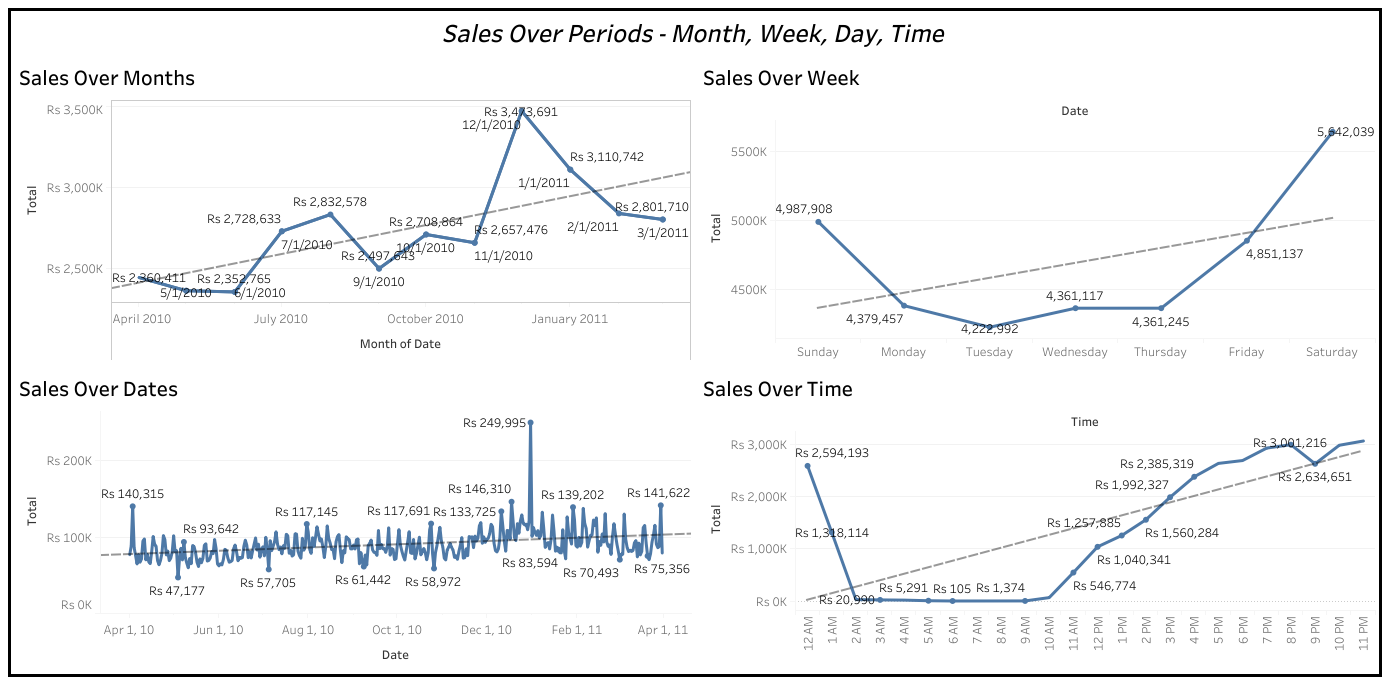 Sales Over Periods - Month, Week, Day, Time
Sales Over Months
Rs 3,500K
Rs 3,000K
Rs 2,500K
Total
Rs 3,473,691
12/1/2010
Rs 3,110,742
1/1/2011
Rs 2,832,578
Rs 2,728,633
7/1/2010
Rs 2,708,864
10/1/2010
Rs 2,801,710
2/1/2011
3/1/2011
Rs 2,657,476
11/1/2010
Rs 2,497,643
9/1/2010
Rs 2,360,411
Rs 2,352,765
5/1/2010
6/1/2010
April 2010
July 2010
October 2010
January 2011
Month of Date
Sales Over Week
Date
5500K
5000K
4500K
Total
4,987,908
4,379,457
4,222,992
4,361,117
4,361,245
4,851,137
5,642,039
Sunday
Monday
Tuesday
Wednesday
Thursday
Friday
Saturday
Sales Over Dates
Rs 200K
Rs 100K
Rs 0K
Total
Rs 140,315
Rs 47,177
Rs 93,642
Rs 57,705
Rs 117,145
Rs 61,442
Rs 117,691
Rs 58,972
Rs 133,725
Rs 146,310
Rs 249,995
Rs 83,594
Rs 139,202
Rs 70,493
Rs 141,622
Rs 75,356
Apr 1, 10
Jun 1, 10
Aug 1, 10
Oct 1, 10
Dec 1, 10
Feb 1, 11
Apr 1, 11
Date
Sales Over Time
Time
Rs 3,000K
Rs 2,000K
Rs 1,000K
Rs 0K
Total
Rs 2,594,193
Rs 1,318,114
Rs 20,990
Rs 5,291
Rs 105
Rs 1,374
Rs 546,774
Rs 1,040,341
Rs 1,257,885
Rs 1,560,284
Rs 1,992,327
Rs 2,385,319
Rs 3,001,216
Rs 2,634,651
12 AM
1 AM
2 AM
3 AM
4 AM
5 AM
6 AM
7 AM
8 AM
9 AM
10 AM
11 AM
12 PM
1 PM
2 PM
3 PM
4 PM
5 PM
6 PM
7 PM
8 PM
9 PM
10 PM
11 PM